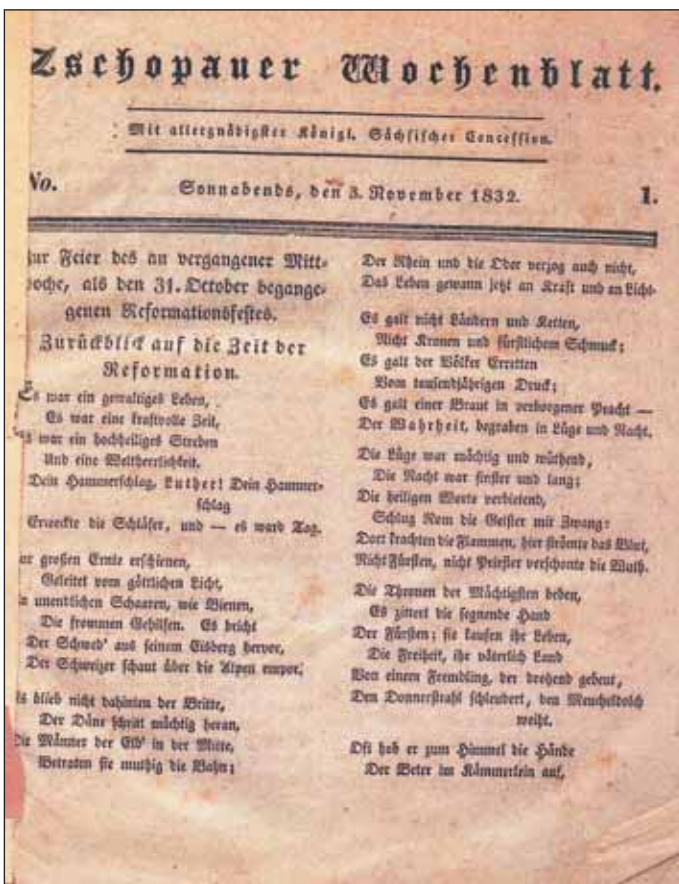 Zschopauer Wochenblatt.
Mit allergnädigster Königl. Sächsischer Concession.
No. Sonnabends, den 3. November 1832. 1.
zur Feier des an vergangener Mitt-
woche, als den 31. October begange-
genen Reformationsfestes.
Zurückblick auf die Zeit der
Reformation.
Es war ein gewaltiges Leben,
Es war eine kraftvolle Zeit,
Es war ein hochheiliges Streben
Und eine Weltherrlichkeit.
Dein Hammerschlag, Luther! Dein Hammer-
schlag
Erweckte die Schläfer, und — es ward Tag.
ur großen Ernte erschienen,
Geleitet vom göttlichen Licht,
n unendlichen Schaaren, wie Bienen,
Die frommen Gehilfen. Es bricht
Der Schwed' aus seinem Eisberg hervor,
Der Schweizer schaut über die Alpen empor.
s blieb nicht dahinten der Britte,
Der Däne schritt mächtig heran,
Die Männer der Elb' in der Mitte,
Betraten sie muthig die Bahn;
Der Rhein und die Oder verzog auch nicht,
Das Leben gewann jetzt an Kraft und an Licht.
Es galt nicht Ländern und Ketten,
Nicht Kronen und fürstlichem Schmuck;
Es galt der Völker Erretten
Vom tausendjährigen Druck;
Es galt einer Braut in verborgener Pracht —
Der Wahrheit, begraben in Lüge und Nacht.
Die Lüge war mächtig und wüthend,
Die Nacht war finster und lang;
Die heiligen Worte verbietend,
Schlug Rom die Geister mit Zwang:
Dort krachten die Flammen, hier strömte das Blut,
Nicht Fürsten, nicht Priester verschonte die Wuth.
Die Thronen der Mächtigsten beben,
Es zittert die segnende Hand
Der Fürsten; sie kaufen ihr Leben,
Die Freiheit, ihr väterlich Land
Von einem Fremdling, der drohend gebeut,
Den Donnerstrahl schleudert, den Meucheldolch
weiht.
Oft hob er zum Himmel die Hände
Der Beter im Kämmerlein auf,